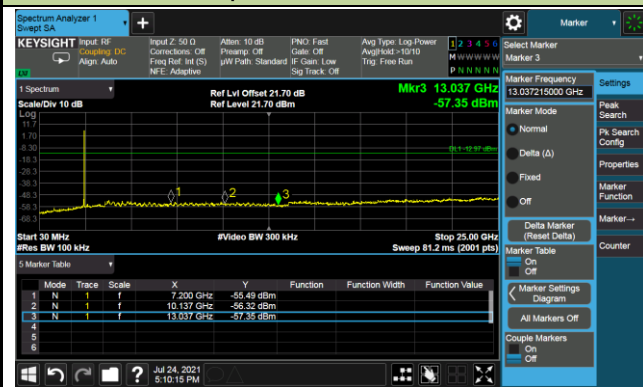 Spectrum Analyzer 1
Swept SA
+
Marker
KEYSIGHT
Input: RF
Coupling: DC
Align: Auto
Input Z: 50 Ω
Corrections: Off
Freq Ref: Int (S)
NFE: Adaptive
Atten: 10 dB
Preamp: Off
µW Path: Standard
PNO: Fast
Gate: Off
IF Gain: Low
Sig Track: Off
Avg Type: Log-Power
Avg|Hold >10/10
Trig: Free Run
1 2 3 4 5 6
M W W W W W
P N N N N N
LXI
Select Marker
Marker 3
1 Spectrum
Scale/Div 10 dB
Ref Lvl Offset 21.70 dB
Ref Level 21.70 dBm
Mkr3 13.037 GHz
-57.35 dBm
Log
11.7
1.70
-8.30
-18.3
-28.3
-38.3
-48.3
-58.3
-68.3
DL1 -12.97 dBm
1
2
3
Start 30 MHz
#Res BW 100 kHz
#Video BW 300 kHz
Stop 25.00 GHz
Sweep 81.2 ms (2001 pts)
5 Marker Table
Mode Trace Scale X Y Function Function Width Function Value
1 N 1 f 7.200 GHz -55.49 dBm
2 N 1 f 10.137 GHz -56.32 dBm
3 N 1 f 13.037 GHz -57.35 dBm
4
5
6
Marker Frequency
13.037215000 GHz
Marker Mode
Normal
Delta (Δ)
Fixed
Off
Delta Marker
(Reset Delta)
Marker Table
On
Off
Marker Settings
Diagram
All Markers Off
Couple Markers
On
Off
Settings
Peak
Search
Pk Search
Config
Properties
Marker
Function
Marker→
Counter
?
Jul 24, 2021
5:10:15 PM